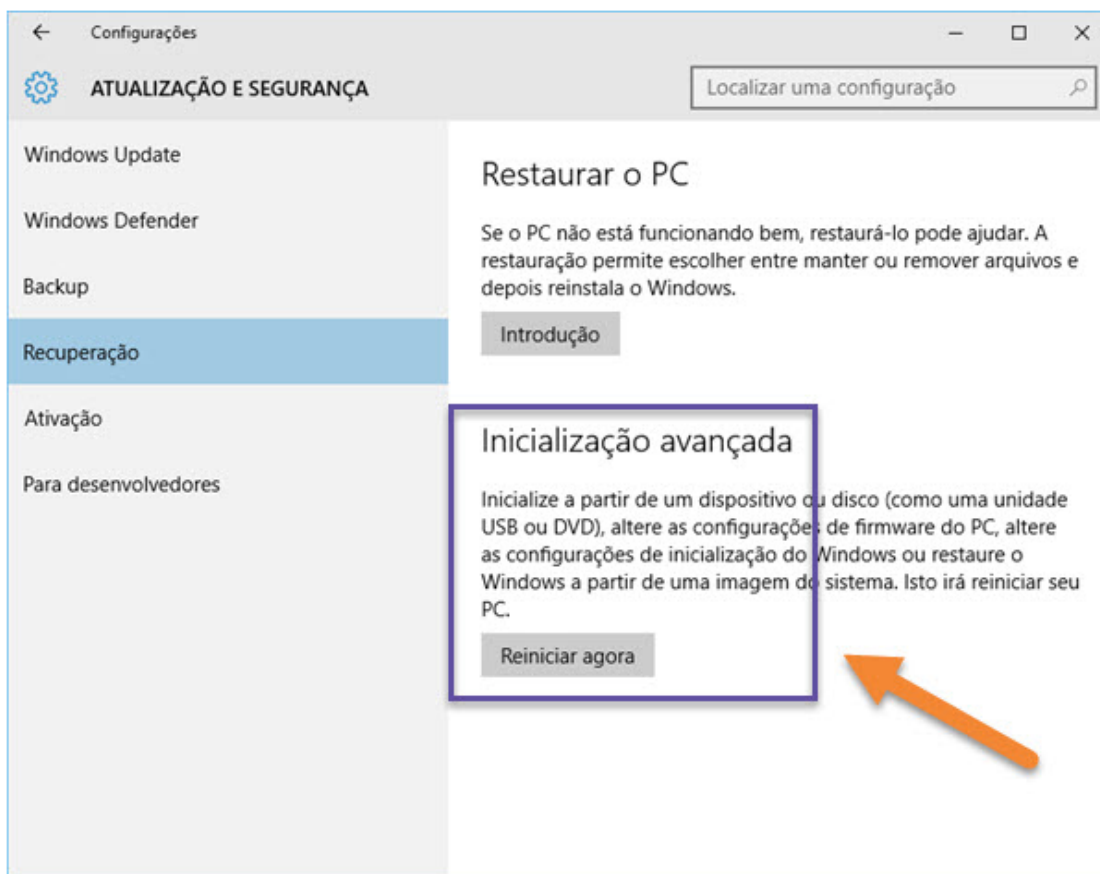 Configurações
ATUALIZAÇÃO E SEGURANÇA
Localizar uma configuração
Windows Update
Windows Defender
Backup
Recuperação
Ativação
Para desenvolvedores
Restaurar o PC
Se o PC não está funcionando bem, restaurá-lo pode ajudar. A
restauração permite escolher entre manter ou remover arquivos e
depois reinstala o Windows.
Introdução
Inicialização avançada
Inicialize a partir de um dispositivo ou disco (como uma unidade
USB ou DVD), altere as configurações de firmware do PC, altere
as configurações de inicialização do Windows ou restaure o
Windows a partir de uma imagem do sistema. Isto irá reiniciar seu
PC.
Reiniciar agora